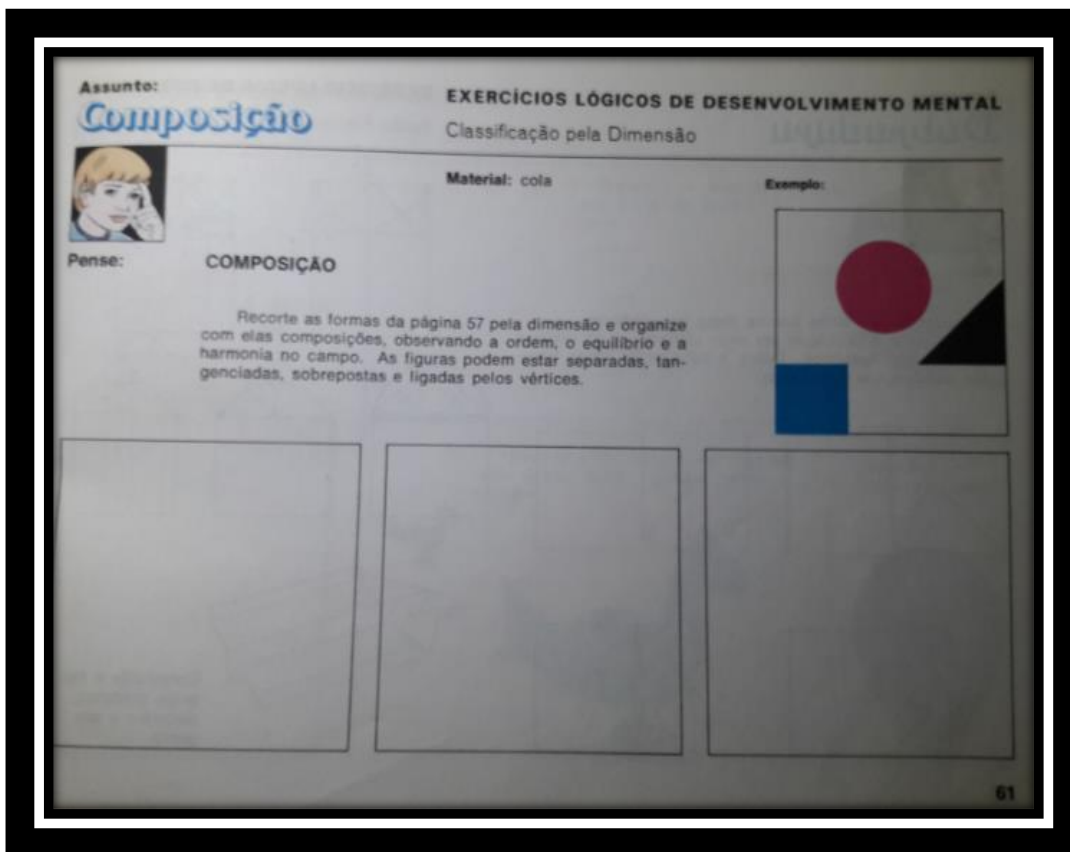 Assunto:
Composição
EXERCÍCIOS LÓGICOS DE DESENVOLVIMENTO MENTAL
Classificação pela Dimensão
Material: cola
Exemplo:
Pense:
COMPOSIÇÃO
Recorte as formas da página 57 pela dimensão e organize
com elas composições, observando a ordem, o equilíbrio e a
harmonia no campo. As figuras podem estar separadas, tan-
genciadas, sobrepostas e ligadas pelos vértices.
61